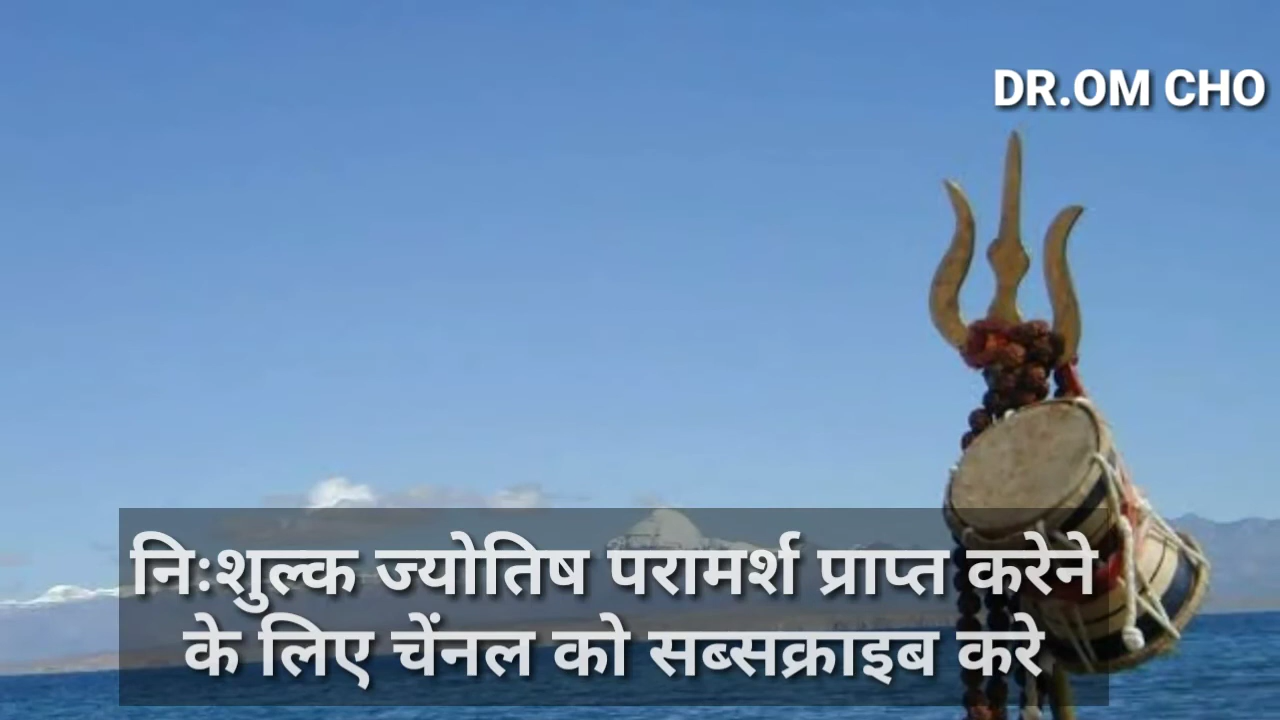 DR.OM CHO
निःशुल्क ज्योतिष परामर्श प्राप्त करेने
के लिए चेंनल को सब्सक्राइब करे